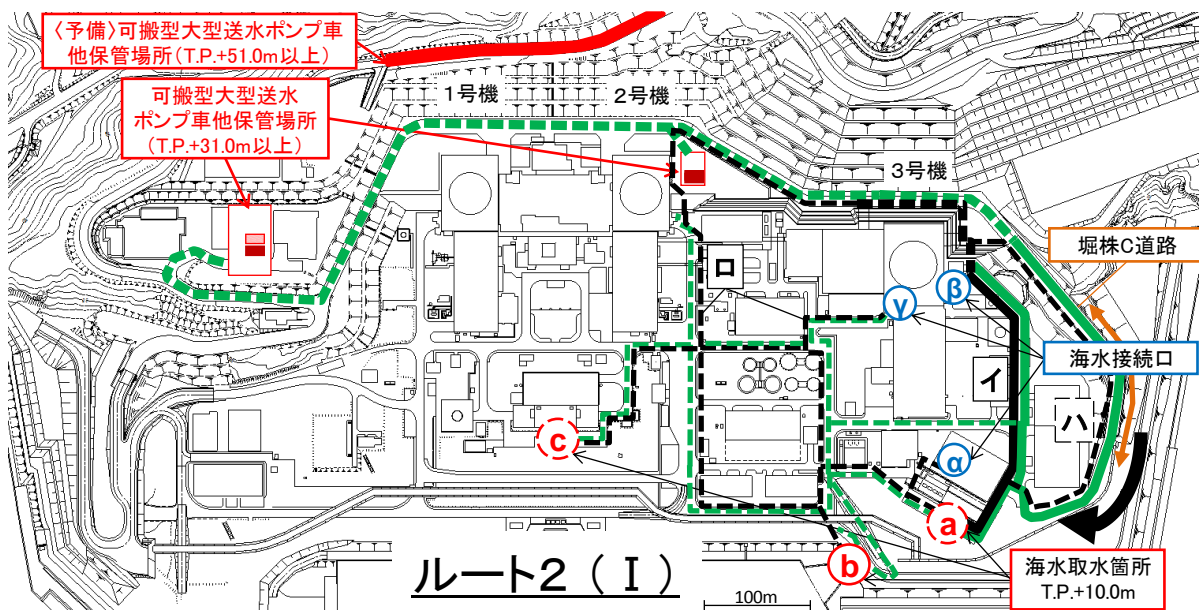 〈予備〉可搬型大型送水ポンプ車
他保管場所(T.P.+51.0m以上)
可搬型大型送水
ポンプ車他保管場所
(T.P.+31.0m以上)
1号機
2号機
3号機
堀株C道路
ロ
β
γ
海水接続口
イ
ハ
c
α
a
b
海水取水箇所
T.P.+10.0m
ルート2（Ⅰ）
100m